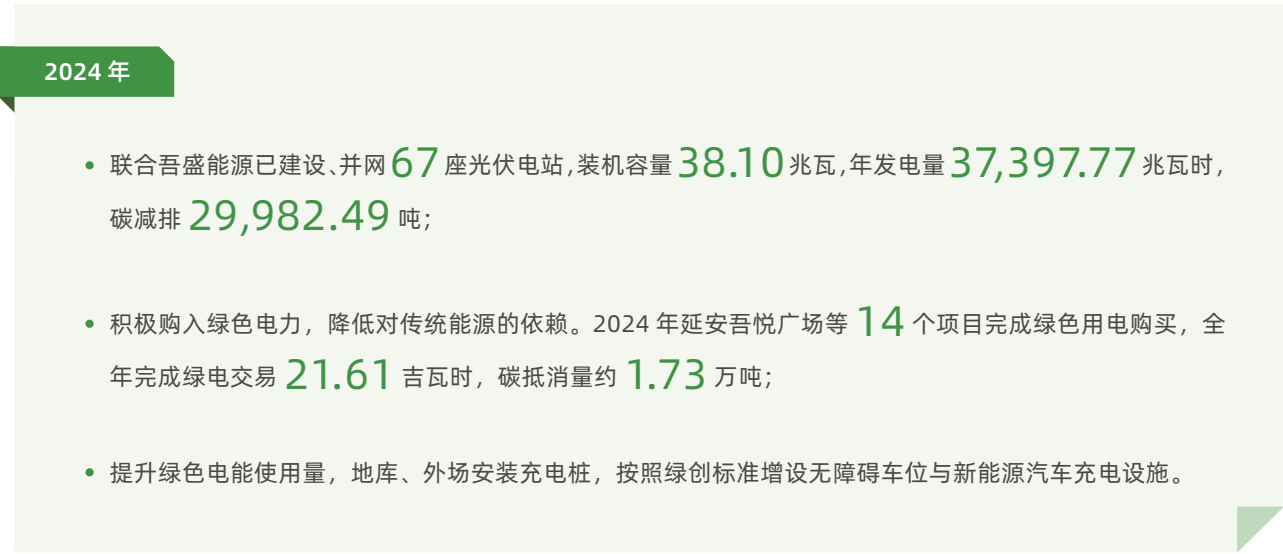 2024 年
• 联合吾盛能源已建设、并网 67 座光伏电站，装机容量 38.10 兆瓦，年发电量 37,397.77 兆瓦时，
碳减排 29,982.49 吨；
• 积极购入绿色电力，降低对传统能源的依赖。2024 年延安吾悦广场等 14 个项目完成绿色用电购买，全
年完成绿电交易 21.61 吉瓦时，碳抵消量约 1.73 万吨；
• 提升绿色电能使用量，地库、外场安装充电桩，按照绿创标准增设无障碍车位与新能源汽车充电设施。